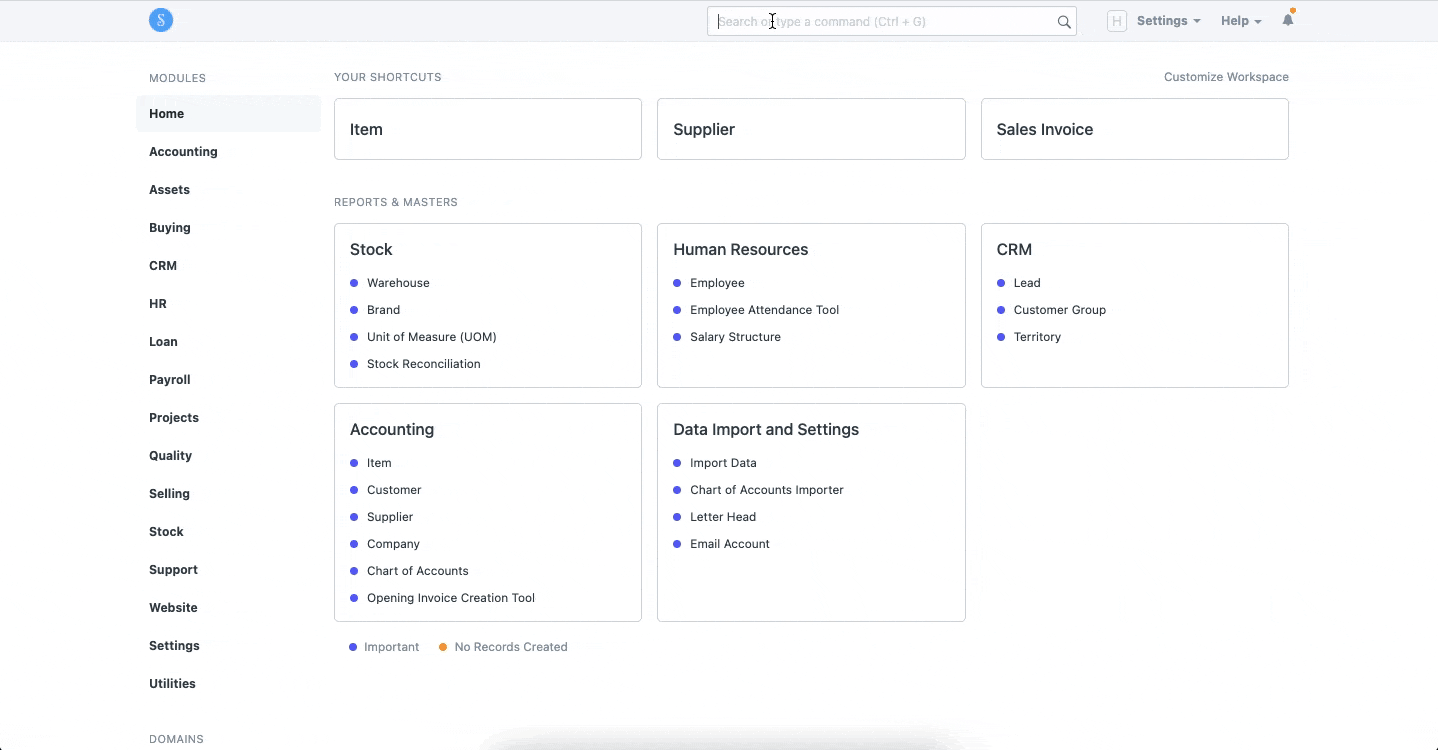 S
Search or type a command (Ctrl + G)
H
Settings
Help
MODULES
Home
Accounting
Assets
Buying
CRM
HR
Loan
Payroll
Projects
Quality
Selling
Stock
Support
Website
Settings
Utilities
DOMAINS
YOUR SHORTCUTS
Customize Workspace
Item
Supplier
Sales Invoice
REPORTS & MASTERS
Stock
Warehouse
Brand
Unit of Measure (UOM)
Stock Reconciliation
Human Resources
Employee
Employee Attendance Tool
Salary Structure
CRM
Lead
Customer Group
Territory
Accounting
Item
Customer
Supplier
Company
Chart of Accounts
Opening Invoice Creation Tool
Data Import and Settings
Import Data
Chart of Accounts Importer
Letter Head
Email Account
Important
No Records Created